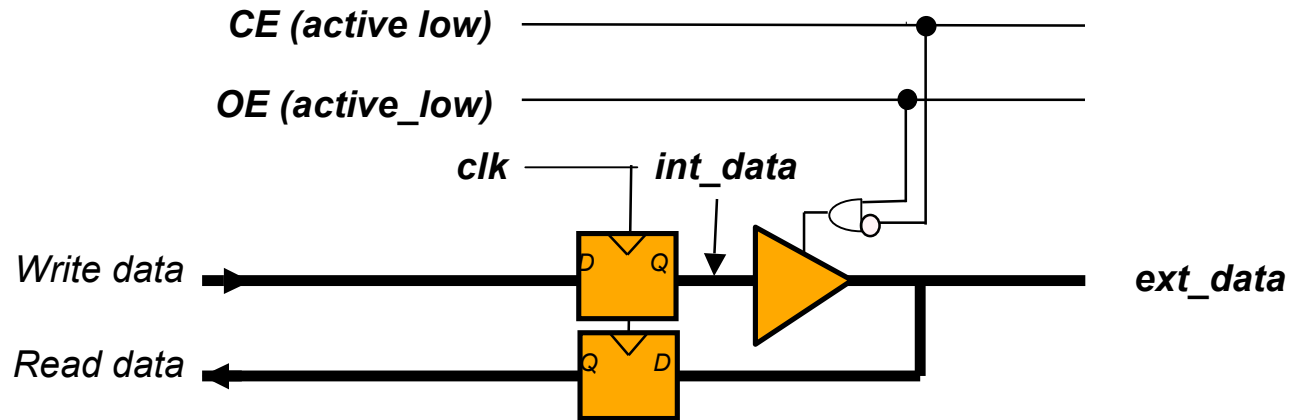 CE (active low)
OE (active_low)
clk
int_data
D
Q
Write data
ext_data
Q
D
Read data